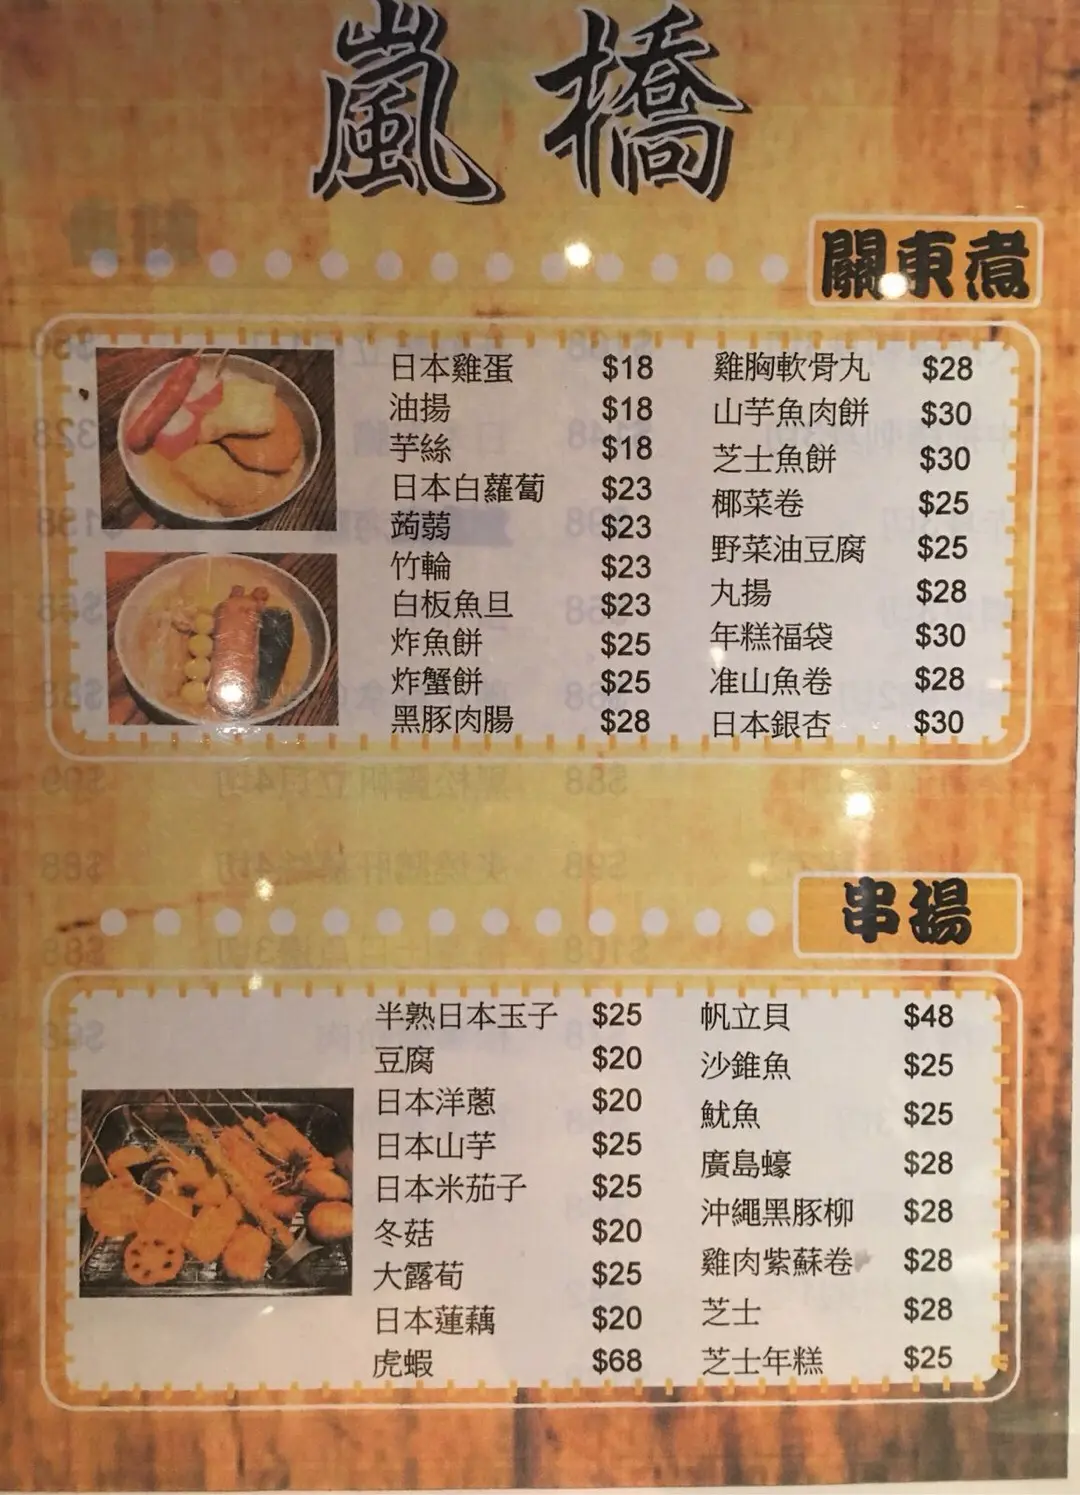 嵐橋
關東煮
日本雞蛋 $18
油揚 $18
芋絲 $18
日本白蘿蔔 $23
蒟蒻 $23
竹輪 $23
白板魚旦 $23
炸魚餅 $25
炸蟹餅 $25
黑豚肉腸 $28
雞胸軟骨丸 $28
山芋魚肉餅 $30
芝士魚餅 $30
椰菜卷 $25
野菜油豆腐 $25
丸揚 $28
年糕福袋 $30
准山魚卷 $28
日本銀杏 $30
串揚
半熟日本玉子 $25
豆腐 $20
日本洋蔥 $20
日本山芋 $25
日本米茄子 $25
冬菇 $20
大露荀 $25
日本蓮藕 $20
虎蝦 $68
帆立貝 $48
沙錐魚 $25
魷魚 $25
廣島蠔 $28
沖繩黑豚柳 $28
雞肉紫蘇卷 $28
芝士 $28
芝士年糕 $25